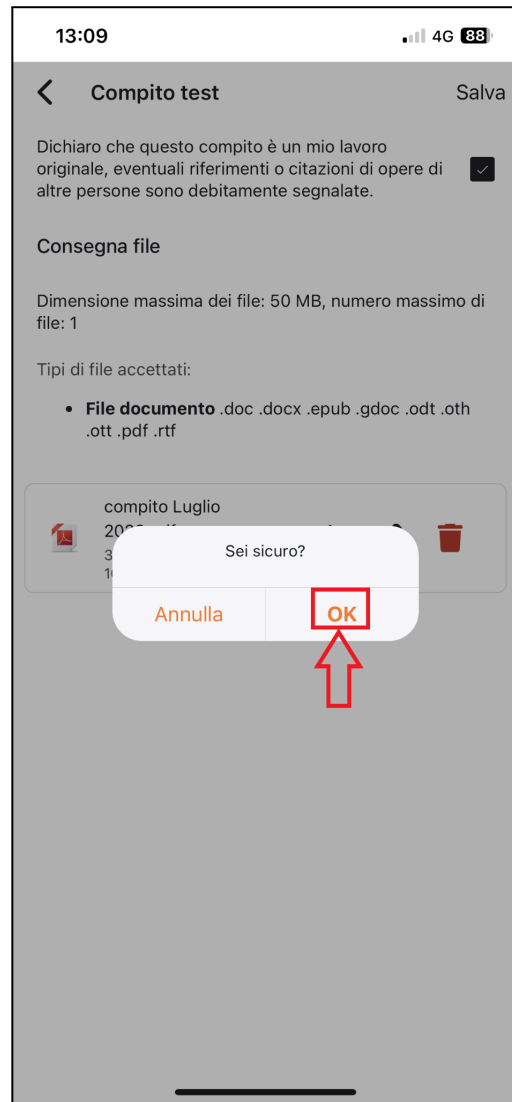 13:09
4G 88
Compito test
Salva
Dichiaro che questo compito è un mio lavoro
originale, eventuali riferimenti o citazioni di opere di
altre persone sono debitamente segnalate.
Consegna file
Dimensione massima dei file: 50 MB, numero massimo di
file: 1
Tipi di file accettati:
• File documento .doc .docx .epub .gdoc .odt .oth
.ott .pdf .rtf
compito Luglio
Sei sicuro?
Annulla
OK